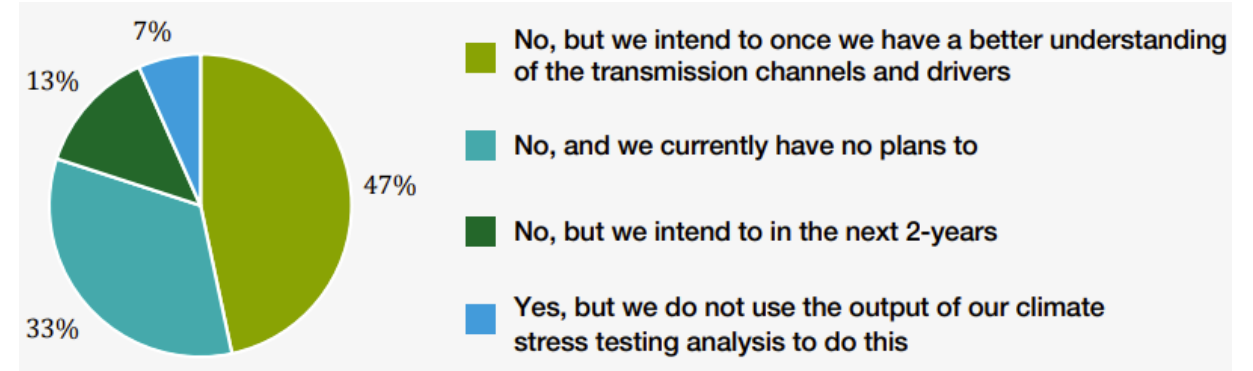 7%
13%
47%
33%
No, but we intend to once we have a better understanding
of the transmission channels and drivers
No, and we currently have no plans to
No, but we intend to in the next 2-years
Yes, but we do not use the output of our climate
stress testing analysis to do this